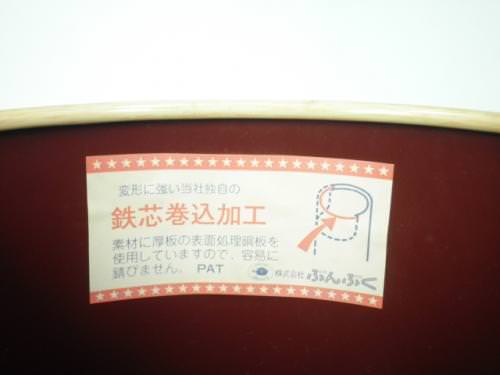 変形に強い当社独自の
鉄芯巻込加工
素材に厚板の表面処理鋼板を
使用していますので、容易に
錆びません。 PAT
株式会社 ぶんぶく